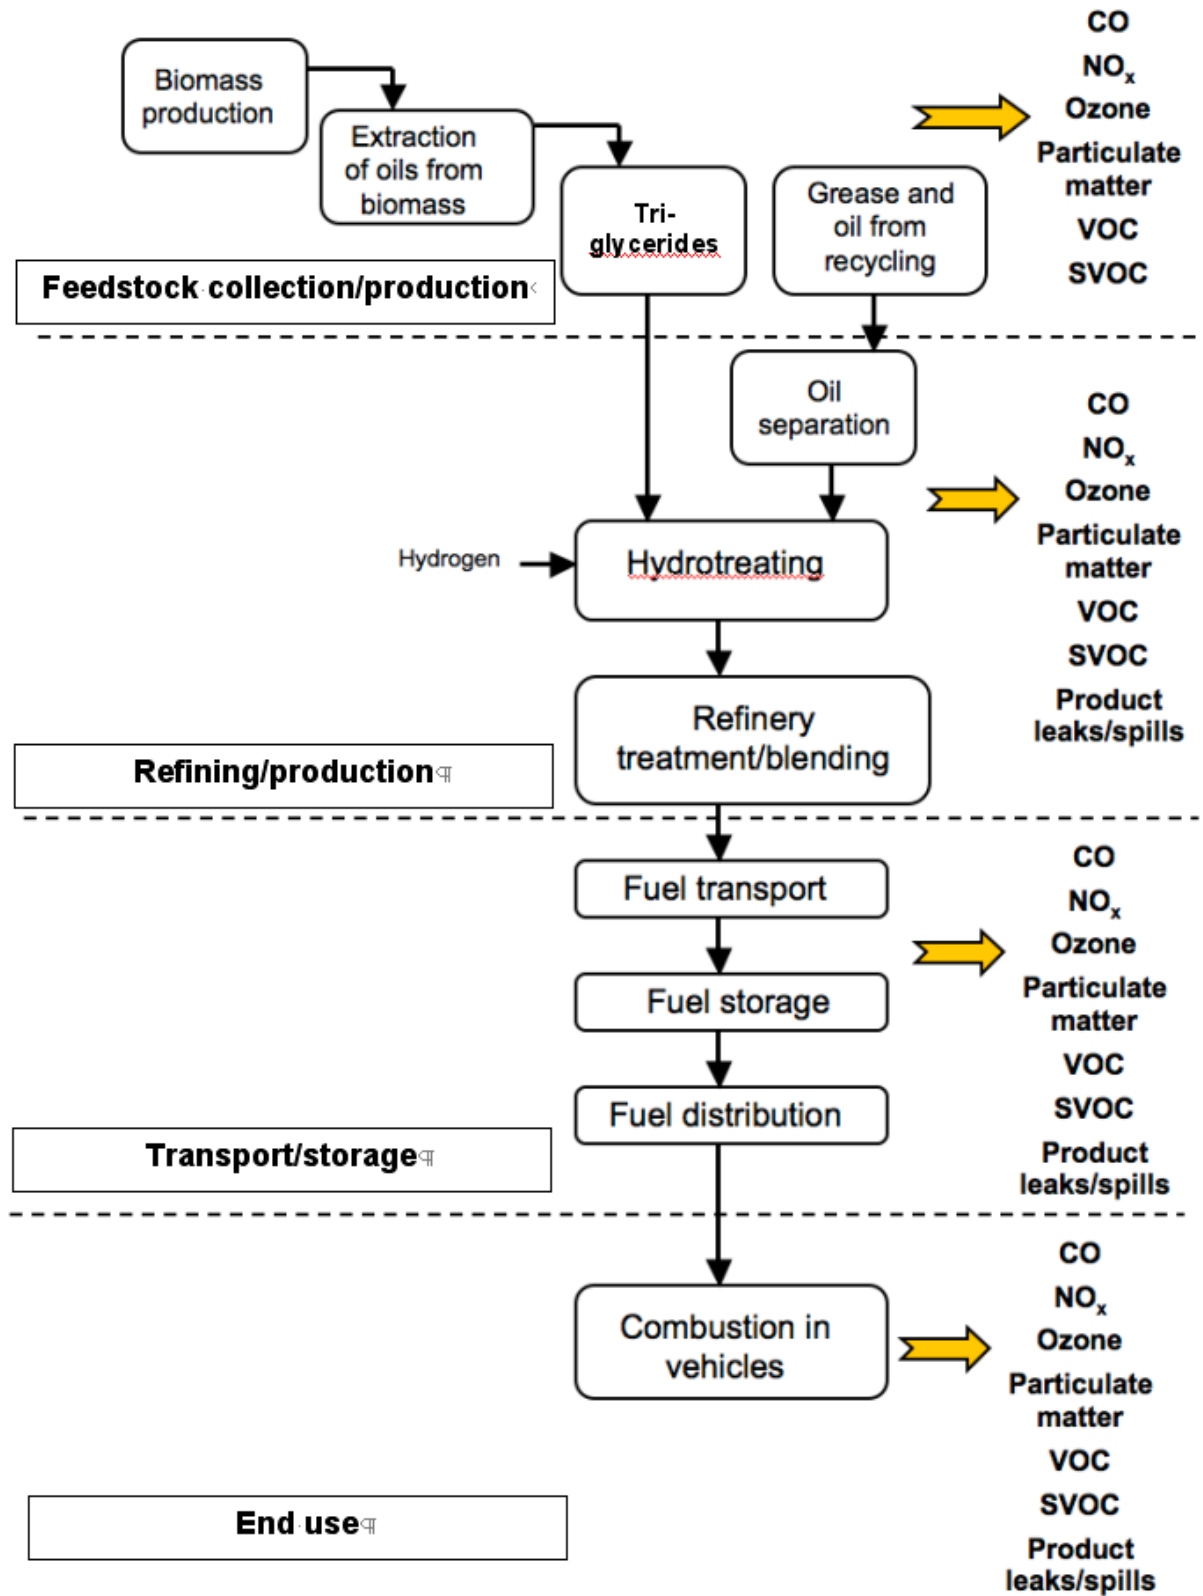 Biomass
production
Extraction
of oils from
biomass
Tri-
glycerides
Grease and
oil from
recycling
CO
NOx
Ozone
Particulate
matter
VOC
SVOC
Feedstock collection/production
Oil
separation
Hydrogen
Hydrotreating
Refinery
treatment/blending
CO
NOx
Ozone
Particulate
matter
VOC
SVOC
Product
leaks/spills
Refining/production¶
Fuel transport
Fuel storage
Fuel distribution
CO
NOx
Ozone
Particulate
matter
VOC
SVOC
Product
leaks/spills
Transport/storage¶
Combustion in
vehicles
CO
NOx
Ozone
Particulate
matter
VOC
SVOC
Product
leaks/spills
End·use¶